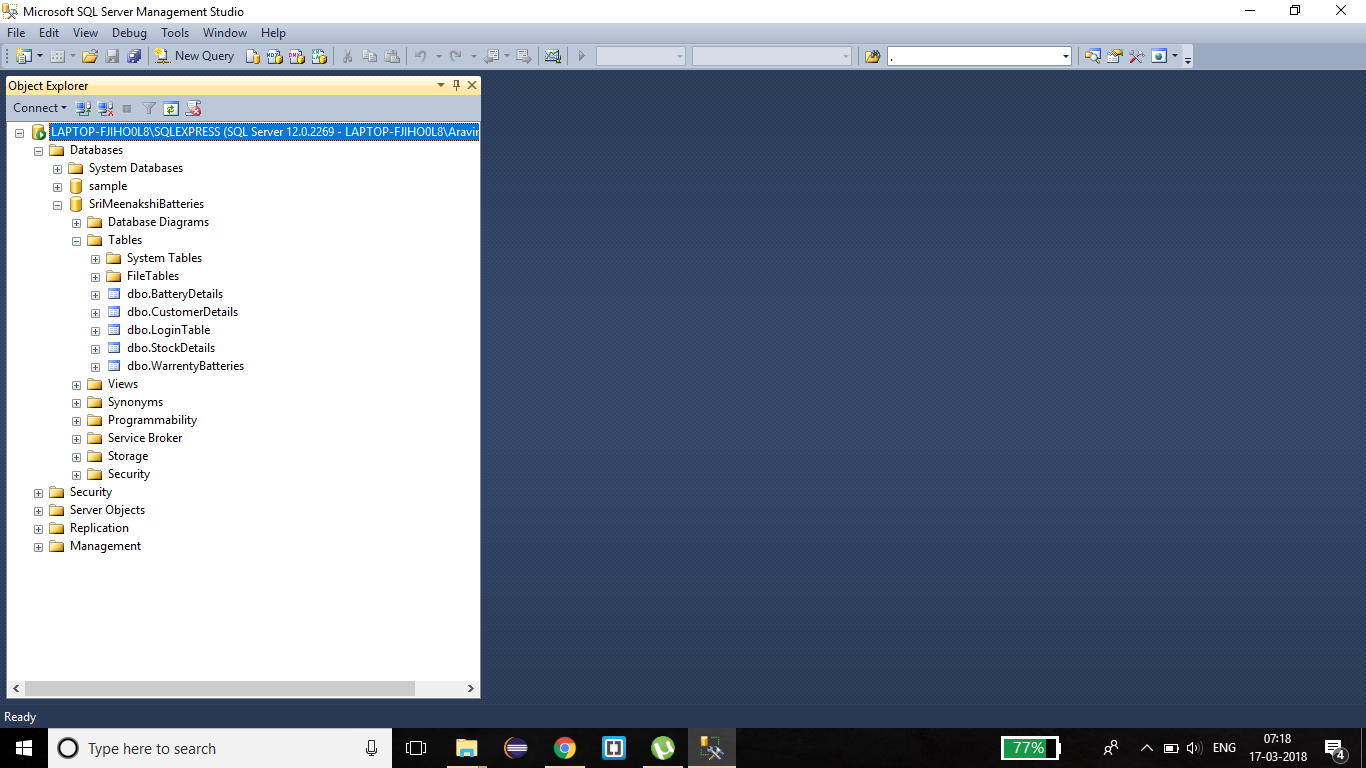 Microsoft SQL Server Management Studio
File Edit View Debug Tools Window Help
New Query .
Object Explorer
Connect
LAPTOP-FJIHO0L8\SQLEXPRESS (SQL Server 12.0.2269 - LAPTOP-FJIHO0L8\Aravin
Databases
System Databases
sample
SriMeenakshiBatteries
Database Diagrams
Tables
System Tables
FileTables
dbo.BatteryDetails
dbo.CustomerDetails
dbo.LoginTable
dbo.StockDetails
dbo.WarrentyBatteries
Views
Synonyms
Programmability
Service Broker
Storage
Security
Security
Server Objects
Replication
Management
Ready
Type here to search
77%
ENG
07:18
17-03-2018
4